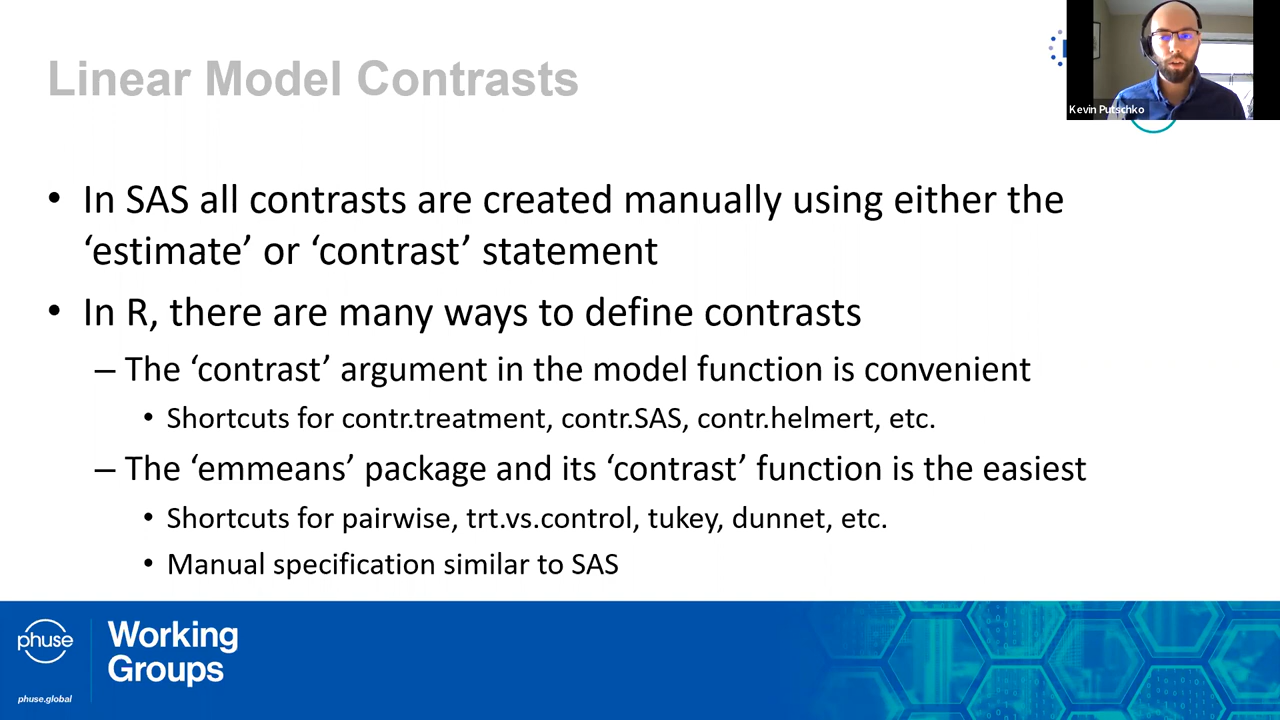 Linear Model Contrasts
Kevin Putschko
• In SAS all contrasts are created manually using either the
‘estimate’ or ‘contrast’ statement
• In R, there are many ways to define contrasts
– The ‘contrast’ argument in the model function is convenient
• Shortcuts for contr.treatment, contr.SAS, contr.helmert, etc.
– The ‘emmeans’ package and its ‘contrast’ function is the easiest
• Shortcuts for pairwise, trt.vs.control, tukey, dunnet, etc.
• Manual specification similar to SAS
phuse
Working
Groups
phuse.global